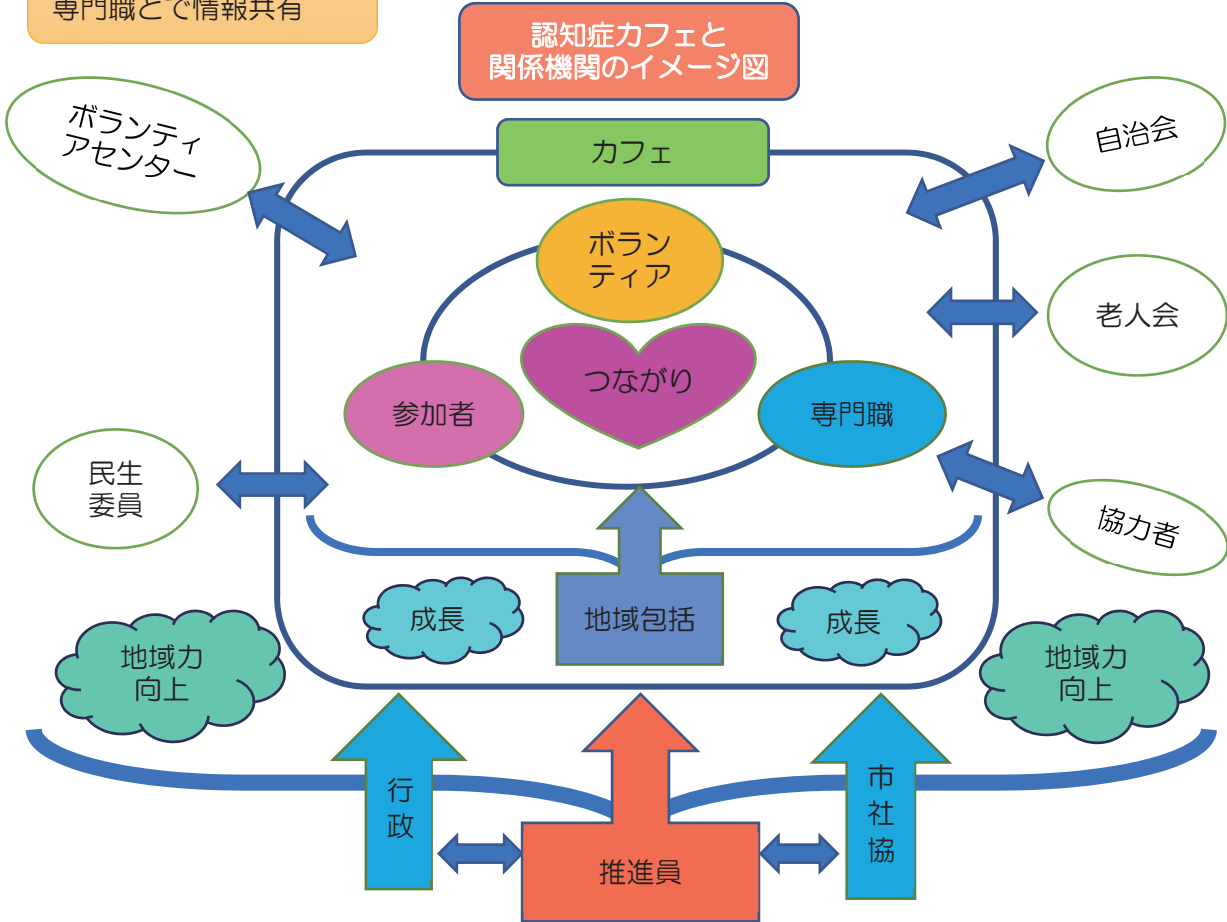 専門職とで情報共有
認知症カフェと
関係機関のイメージ図
カフェ
ボランティ
アセンター
自治会
ボラン
ティア
老人会
つながり
参加者
専門職
民生
委員
協力者
成長
地域包括
成長
地域力
向上
地域力
向上
行政
市社協
推進員